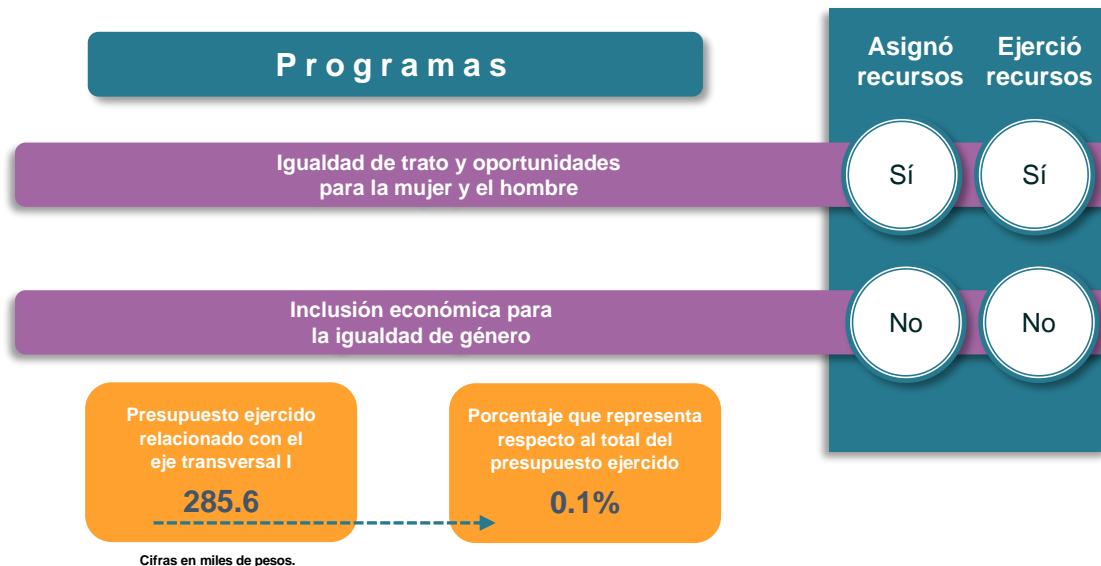 Programas
Asignó
recursos
Ejerció
recursos
Igualdad de trato y oportunidades
para la mujer y el hombre
Sí
Sí
Inclusión económica para
la igualdad de género
No
No
Presupuesto ejercido
relacionado con el
eje transversal I
285.6
Porcentaje que representa
respecto al total del
presupuesto ejercido
0.1%
Cifras en miles de pesos.